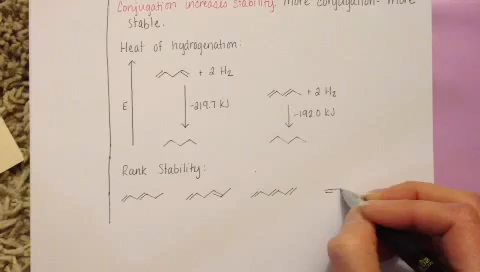 Conjugation increases stability more conjugation= more
stable.
Heat of hydrogenation:
+ 2 H₂
+ 2 H₂
E
-219.7 kJ
-192.0 kJ
Rank Stability: